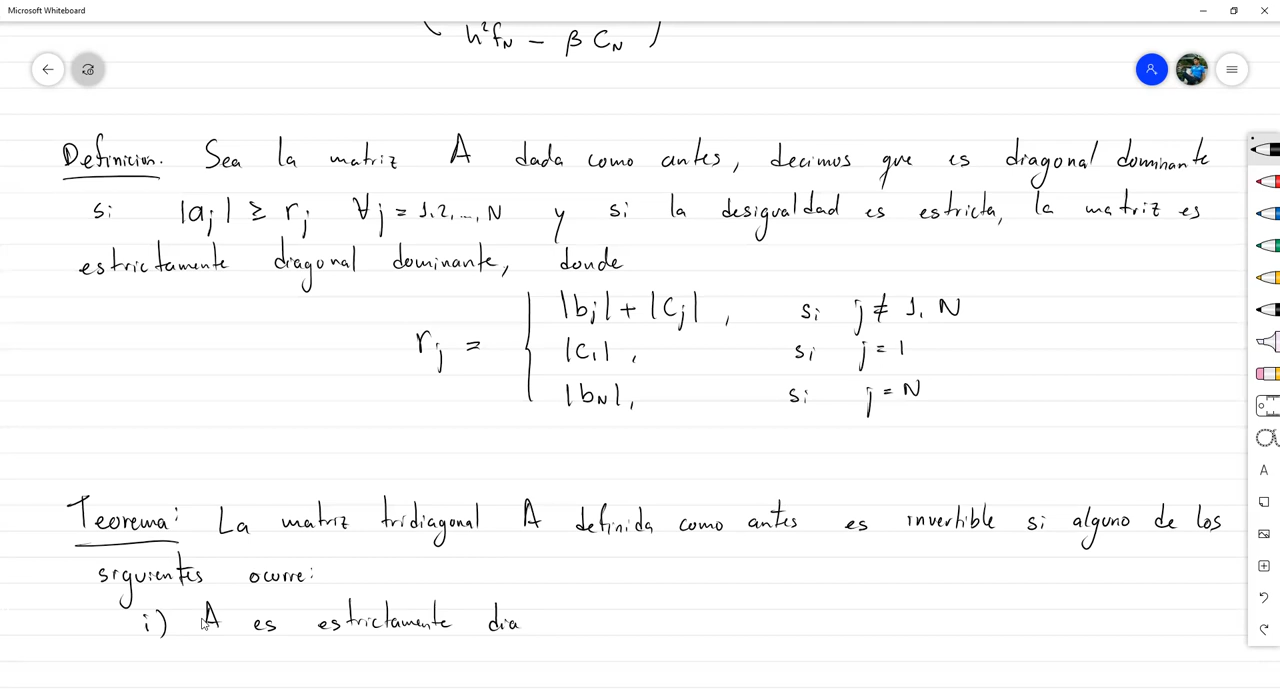 Microsoft Whiteboard
h²f_N - β C_N
Definicion. Sea la matriz A dada como antes, decimos que es diagonal dominante
si |a_j| ≥ r_j ∀ j = 1, 2, ..., N y si la desigualdad es estricta, la matriz es
estrictamente diagonal dominante, donde
|b_j| + |c_j| , si j ≠ 1, N
r_j = { |c_1| , si j = 1
|b_N| , si j = N
Teorema: La matriz tridiagonal A definida como antes es invertible si alguno de los
siguientes ocurre:
i) A es estrictamente dia